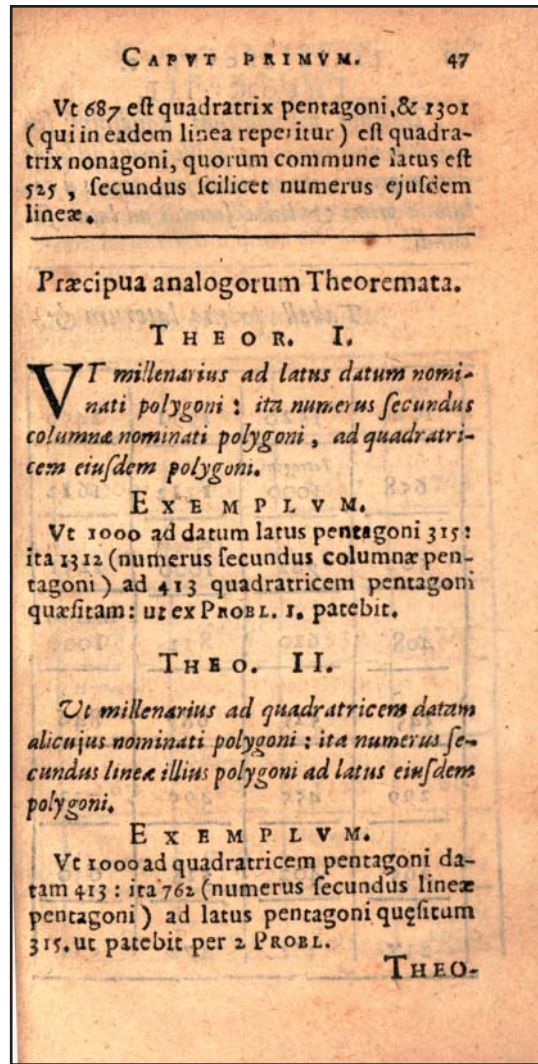 CAPVT PRIMVM. 47
Vt 687 est quadratrix pentagoni, & 1301
(qui in eadem linea reperitur) est quadra-
trix nonagoni, quorum commune latus est
525, secundus scilicet numerus ejusdem
lineæ.
Præcipua analogorum Theoremata.
THEOR. I.
VT millenarius ad latus datum nomi-
nati polygoni: ita numerus secundus
columnæ nominati polygoni, ad quadratri-
cem eiusdem polygoni.
EXEMPLVM.
Vt 1000 ad datum latus pentagoni 315:
ita 1312 (numerus secundus columnæ pen-
tagoni) ad 413 quadratricem pentagoni
quæsitam: ut ex PROBL. 1. patebit.
THEO. II.
Vt millenarius ad quadratricem datam
alicujus nominati polygoni: ita numerus se-
cundus lineæ illius polygoni ad latus eiusdem
polygoni.
EXEMPLVM.
Vt 1000 ad quadratricem pentagoni da-
tam 413: ita 762 (numerus secundus lineæ
pentagoni) ad latus pentagoni quęsitum
315. ut patebit per 2 PROBL.
THEO-